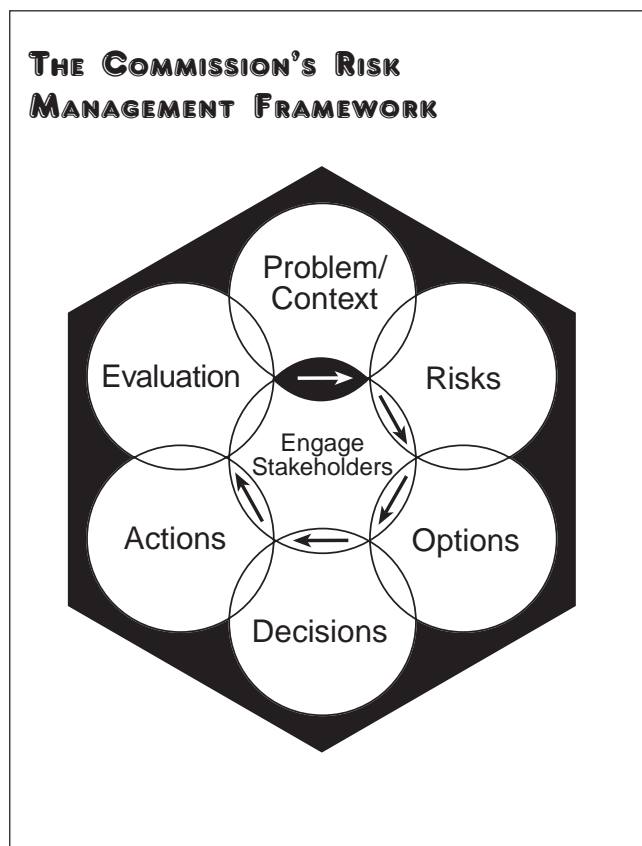 The Commission's Risk
Management Framework
Problem/
Context
Evaluation
Risks
Engage
Stakeholders
Actions
Options
Decisions